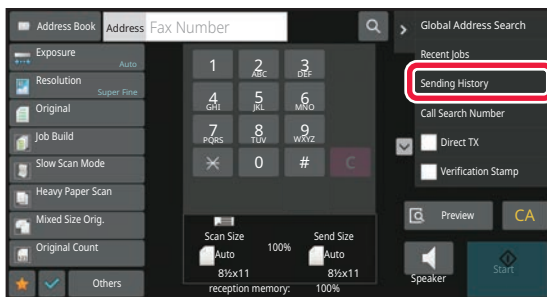 Address Book
Address
Fax Number
Global Address Search
Exposure
Auto
Recent Jobs
Resolution
Super Fine
Sending History
Original
Call Search Number
Job Build
Direct TX
Slow Scan Mode
Verification Stamp
Heavy Paper Scan
Mixed Size Orig.
Original Count
Others
1
2
ABC
3
DEF
4
GHI
5
JKL
6
MNO
7
PQRS
8
TUV
9
WXYZ
0
#
C
Scan Size
Auto
8½x11
100%
Send Size
Auto
8½x11
reception memory: 100%
Preview
CA
Speaker
Start